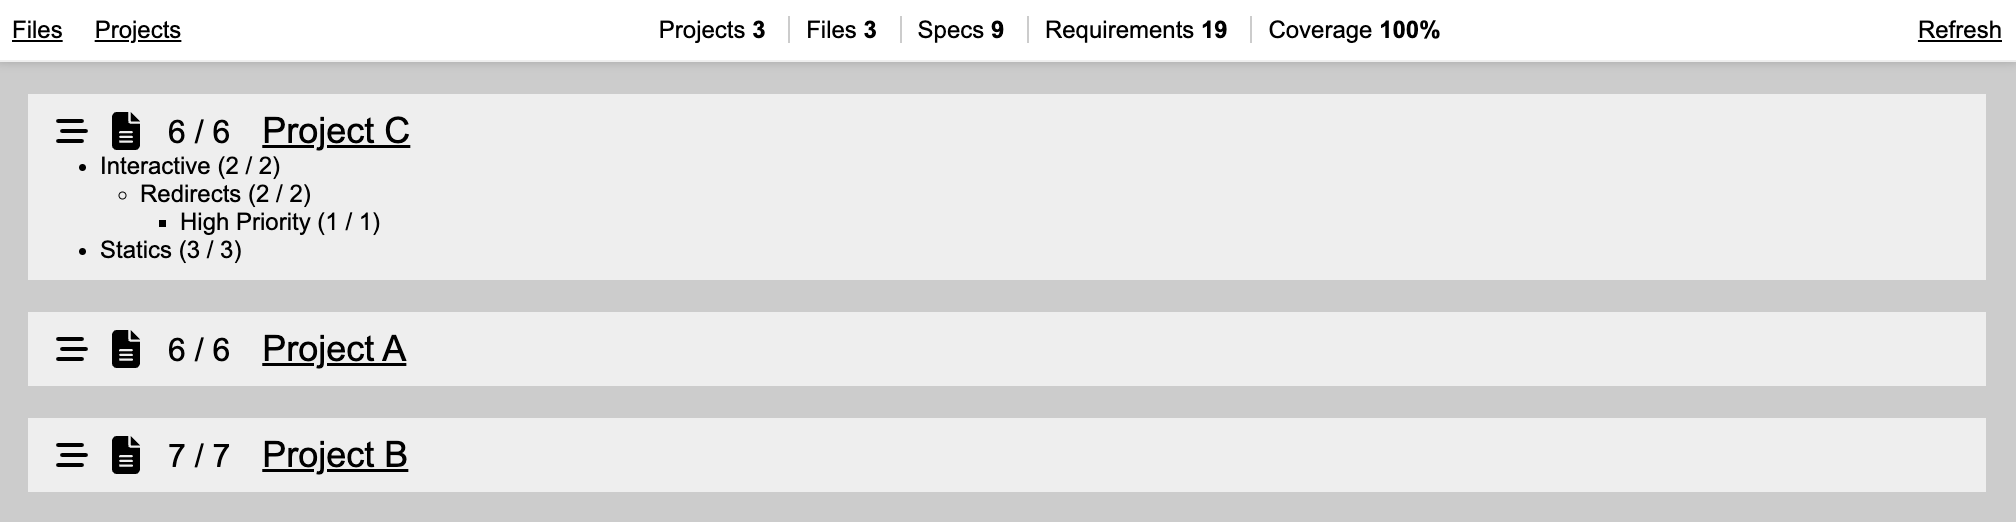 Files Projects Projects 3 Files 3 Specs 9 Requirements 19 Coverage 100% Refresh
6 / 6 Project C
Interactive (2 / 2)
Redirects (2 / 2)
High Priority (1 / 1)
Statics (3 / 3)
6 / 6 Project A
7 / 7 Project B